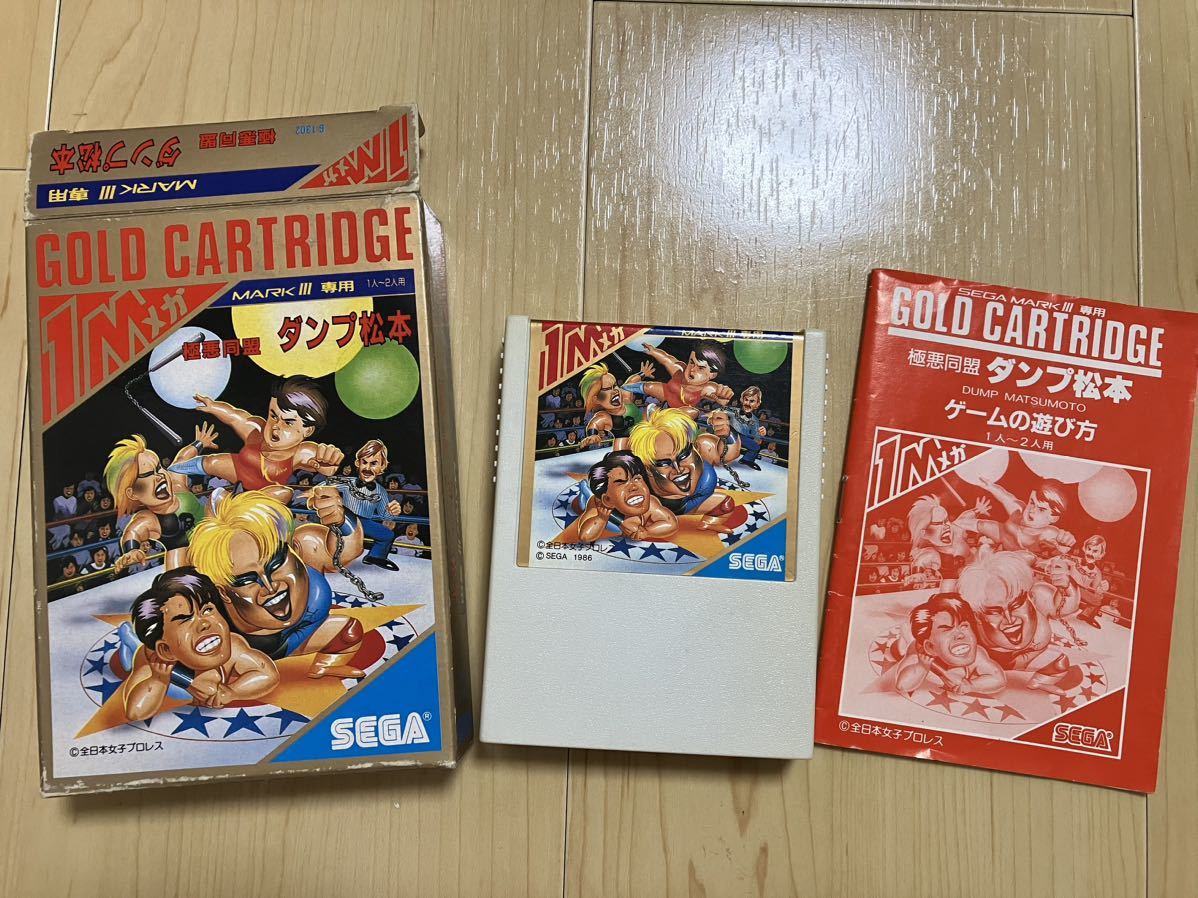 G-1302
極悪同盟
ダンプ松本
1Mメガ
MARK III 専用
GOLD CARTRIDGE
1Mメガ
MARK III 専用 1人〜2人用
極悪同盟 ダンプ松本
©全日本女子プロレス
SEGA®
1Mメガ
MARK III 専用
©全日本女子プロレス
© SEGA 1986
SEGA®
SEGA MARK III 専用
GOLD CARTRIDGE
極悪同盟 ダンプ松本
DUMP MATSUMOTO
ゲームの遊び方
1人〜2人用
1Mメガ
©全日本女子プロレス
SEGA®